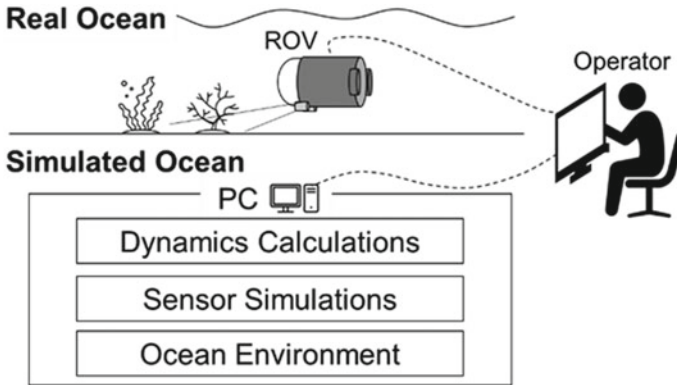 Real Ocean
ROV
Operator
Simulated Ocean
PC
Dynamics Calculations
Sensor Simulations
Ocean Environment